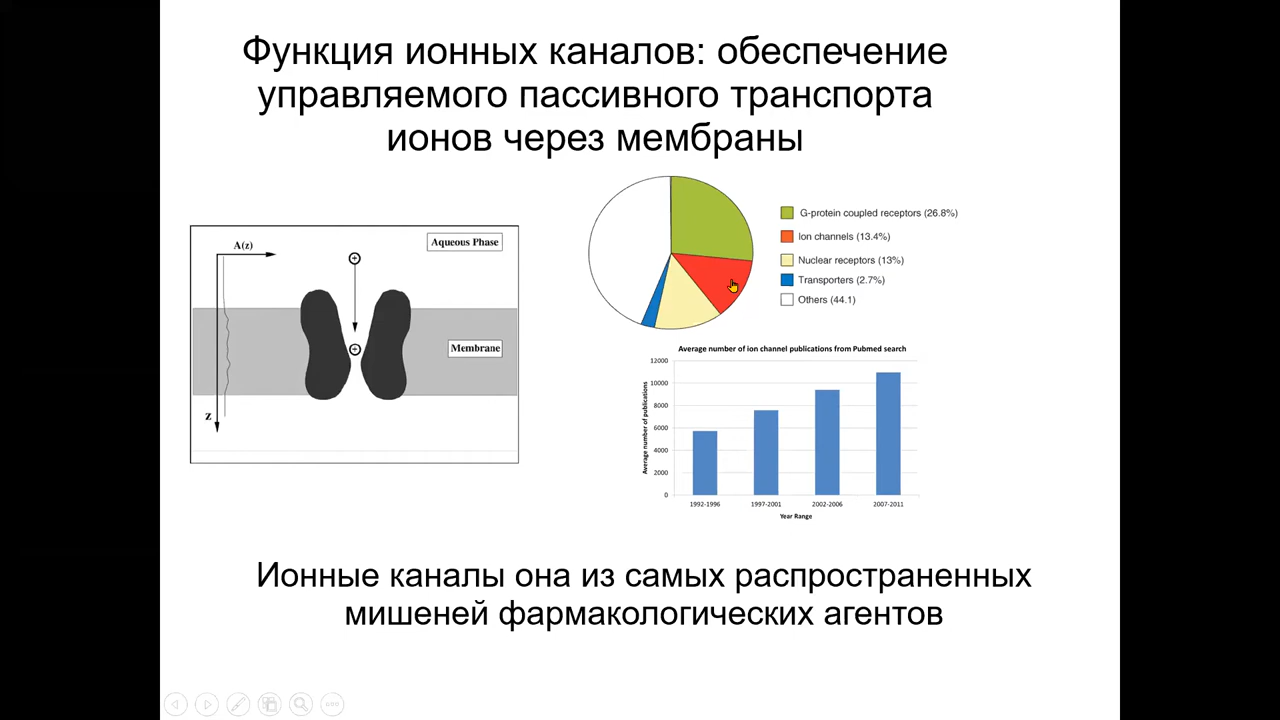 Функция ионных каналов: обеспечение
управляемого пассивного транспорта
ионов через мембраны
A(z)
Aqueous Phase
Membrane
z
G-protein coupled receptors (26.8%)
Ion channels (13.4%)
Nuclear receptors (13%)
Transporters (2.7%)
Others (44.1)
Average number of ion channel publications from Pubmed search
Average number of publications
12000
10000
8000
6000
4000
2000
0
1992-1996
1997-2001
2002-2006
2007-2011
Year Range
Ионные каналы она из самых распространенных
мишеней фармакологических агентов